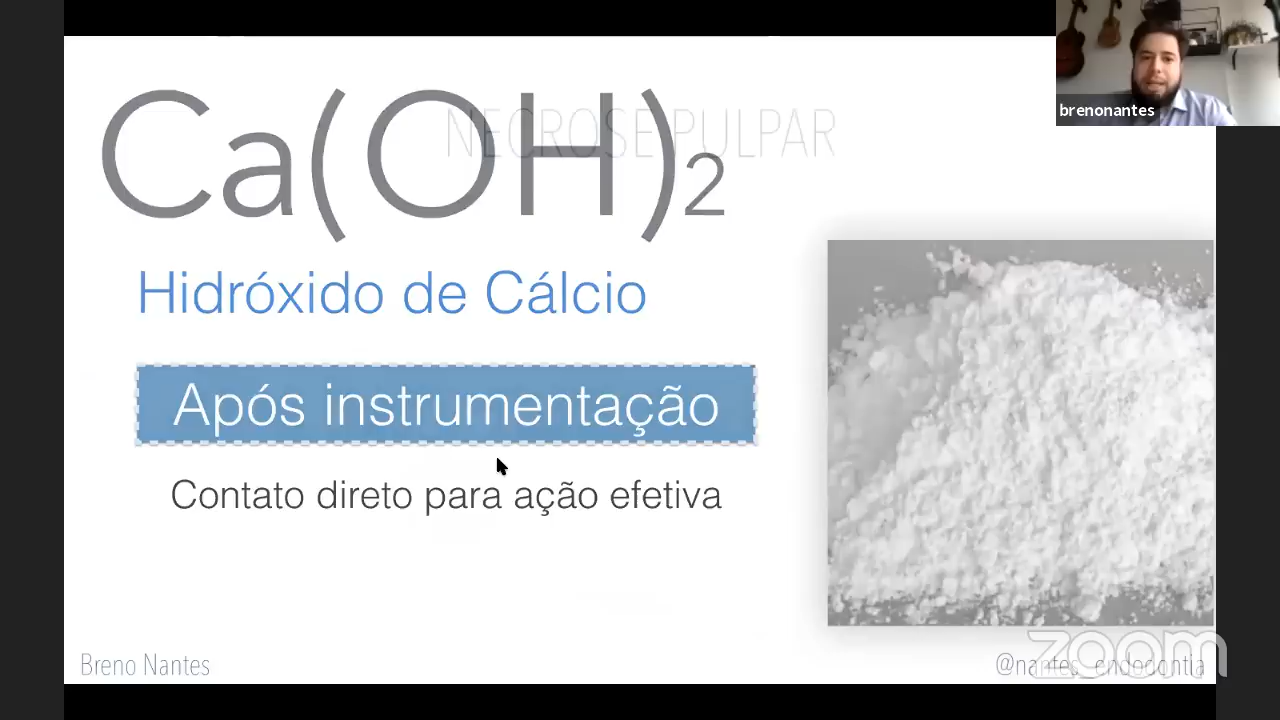 brenonantes
NECROSE PULPAR
Ca(OH)2
Hidróxido de Cálcio
Após instrumentação
Contato direto para ação efetiva
Breno Nantes
@nantes_endodontia
zoom